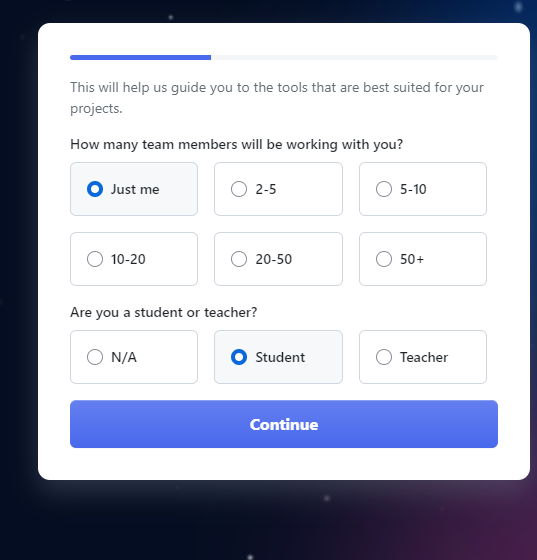 This will help us guide you to the tools that are best suited for your
projects.
How many team members will be working with you?
Just me
2-5
5-10
10-20
20-50
50+
Are you a student or teacher?
N/A
Student
Teacher
Continue